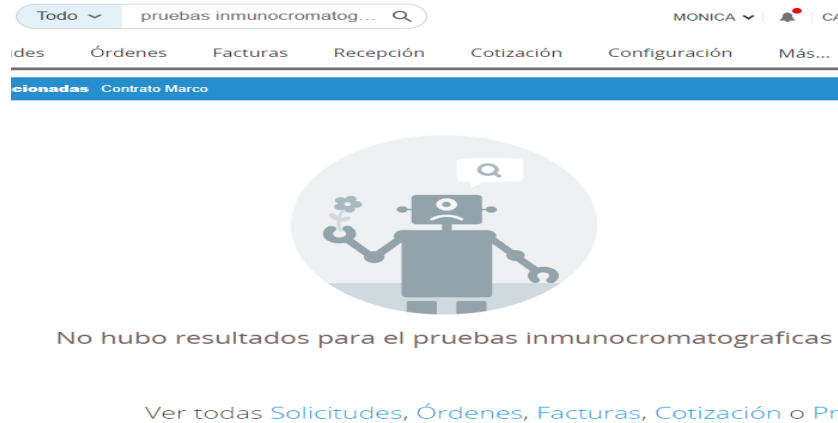 Todo pruebas inmunocromatog... MONICA CA
des Órdenes Facturas Recepción Cotización Configuración Más...
cionadas Contrato Marco
No hubo resultados para el pruebas inmunocromatograficas
Ver todas Solicitudes, Órdenes, Facturas, Cotización o Pr